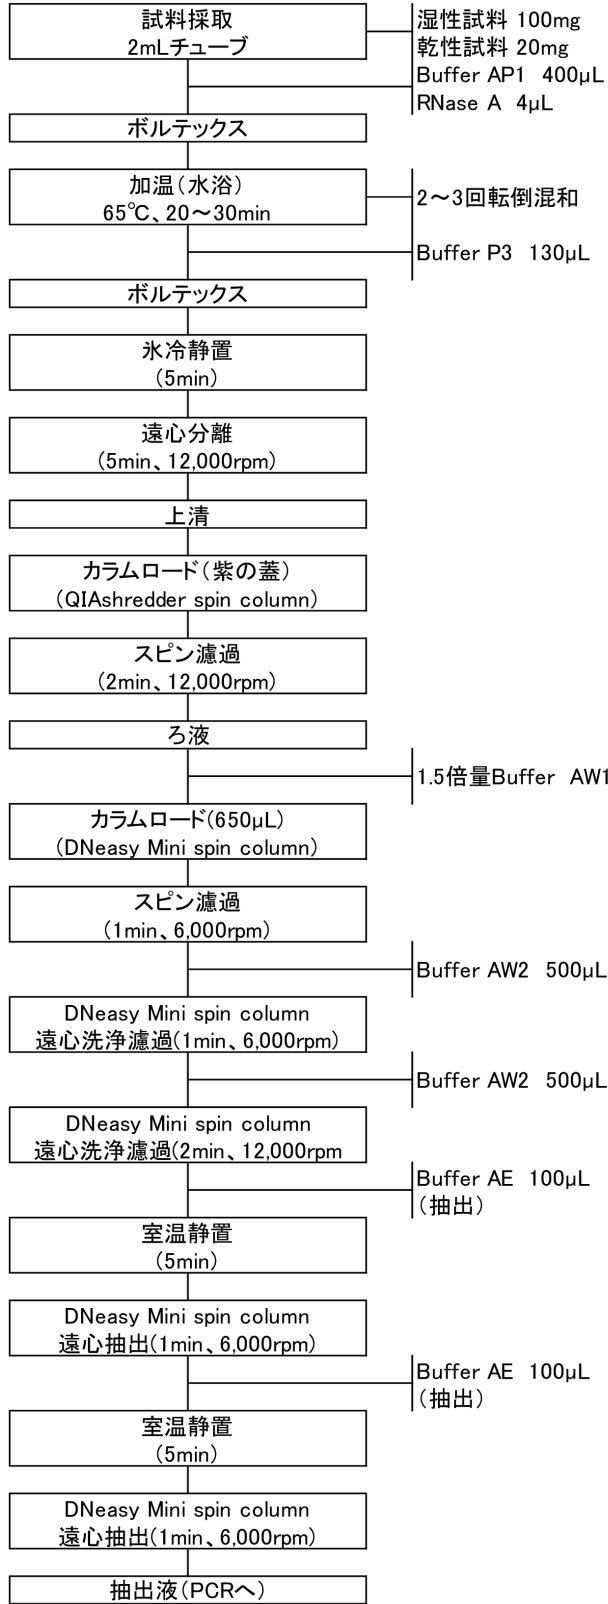 試料採取
2mLチューブ
湿性試料 100mg
乾性試料 20mg
Buffer AP1 400μL
RNase A 4μL
ボルテックス
加温(水浴)
65℃、20～30min
2～3回転倒混和
Buffer P3 130μL
ボルテックス
氷冷静置
(5min)
遠心分離
(5min、12,000rpm)
上清
カラムロード(紫の蓋)
(QIAshredder spin column)
スピン濾過
(2min、12,000rpm)
ろ液
1.5倍量Buffer AW1
カラムロード(650μL)
(DNeasy Mini spin column)
スピン濾過
(1min、6,000rpm)
Buffer AW2 500μL
DNeasy Mini spin column
遠心洗浄濾過(1min、6,000rpm)
Buffer AW2 500μL
DNeasy Mini spin column
遠心洗浄濾過(2min、12,000rpm
Buffer AE 100μL
(抽出)
室温静置
(5min)
DNeasy Mini spin column
遠心抽出(1min、6,000rpm)
Buffer AE 100μL
(抽出)
室温静置
(5min)
DNeasy Mini spin column
遠心抽出(1min、6,000rpm)
抽出液(PCRへ)